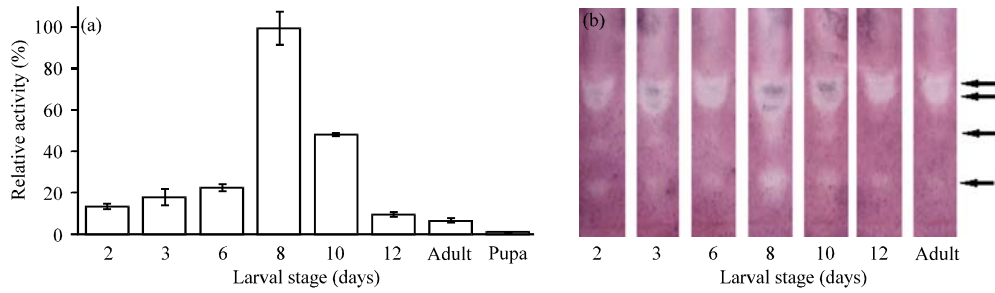 (a)
Relative activity (%)
100
80
60
40
20
0
2 3 6 8 10 12 Adult Pupa
Larval stage (days)
(b)
2 3 6 8 10 12 Adult
Larval stage (days)